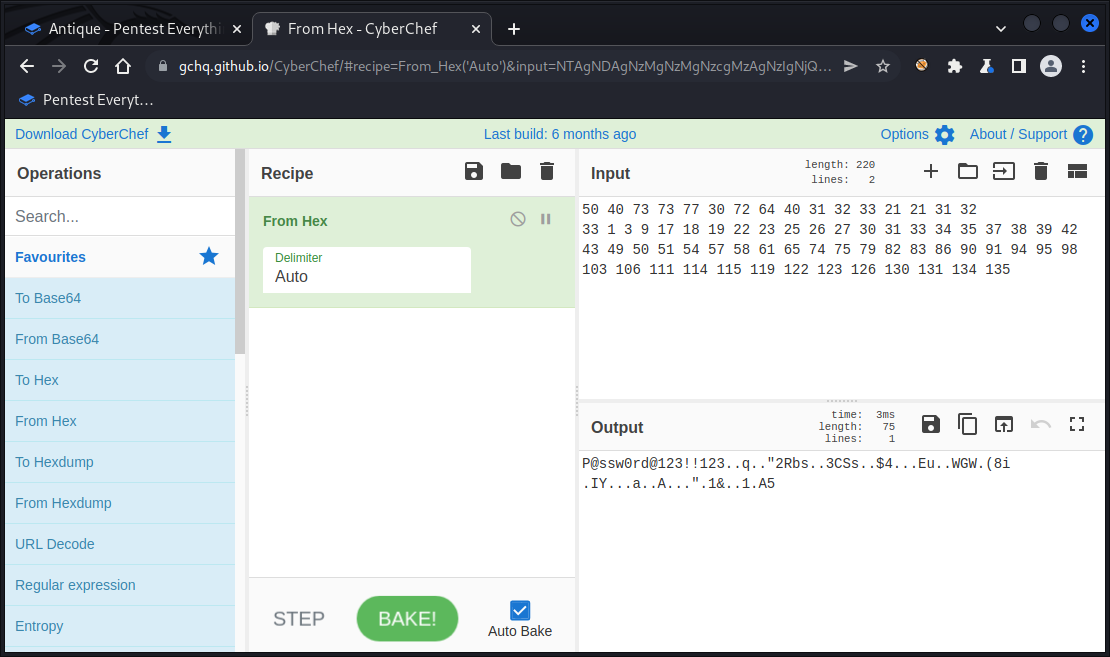 Antique - Pentest Everythi
From Hex - CyberChef
gchq.github.io/CyberChef/#recipe=From_Hex('Auto')&input=NTAgNDAgNzMgNzMgNzcgMzAgNzIgNjQ...
Pentest Everyt...
Download CyberChef
Last build: 6 months ago
Options
About / Support
Operations
Search...
Favourites
To Base64
From Base64
To Hex
From Hex
To Hexdump
From Hexdump
URL Decode
Regular expression
Entropy
Recipe
From Hex
Delimiter
Auto
STEP
BAKE!
Auto Bake
Input
length: 220
lines: 2
50 40 73 73 77 30 72 64 40 31 32 33 21 21 31 32
33 1 3 9 17 18 19 22 23 25 26 27 30 31 33 34 35 37 38 39 42
43 49 50 51 54 57 58 61 65 74 75 79 82 83 86 90 91 94 95 98
103 106 111 114 115 119 122 123 126 130 131 134 135
Output
time: 3ms
length: 75
lines: 1
P@ssw0rd@123!!123..q.."2Rbs..3CSs..$4...Eu..WGW.(8i
.IY...a..A...".1&..1.A5